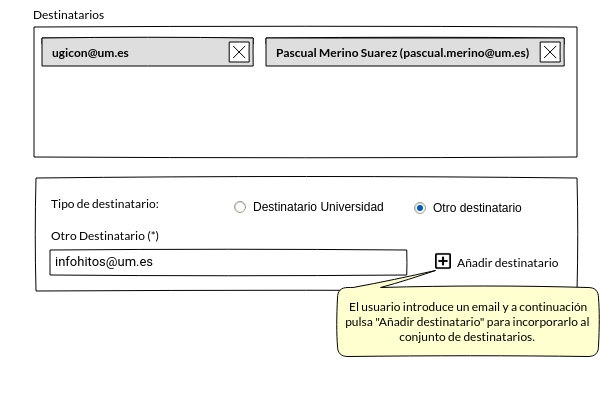 Destinatarios
ugicon@um.es
Pascual Merino Suarez (pascual.merino@um.es)
Tipo de destinatario:
Destinatario Universidad
Otro destinatario
Otro Destinatario (*)
infohitos@um.es
Añadir destinatario
El usuario introduce un email y a continuación
pulsa "Añadir destinatario" para incorporarlo al
conjunto de destinatarios.